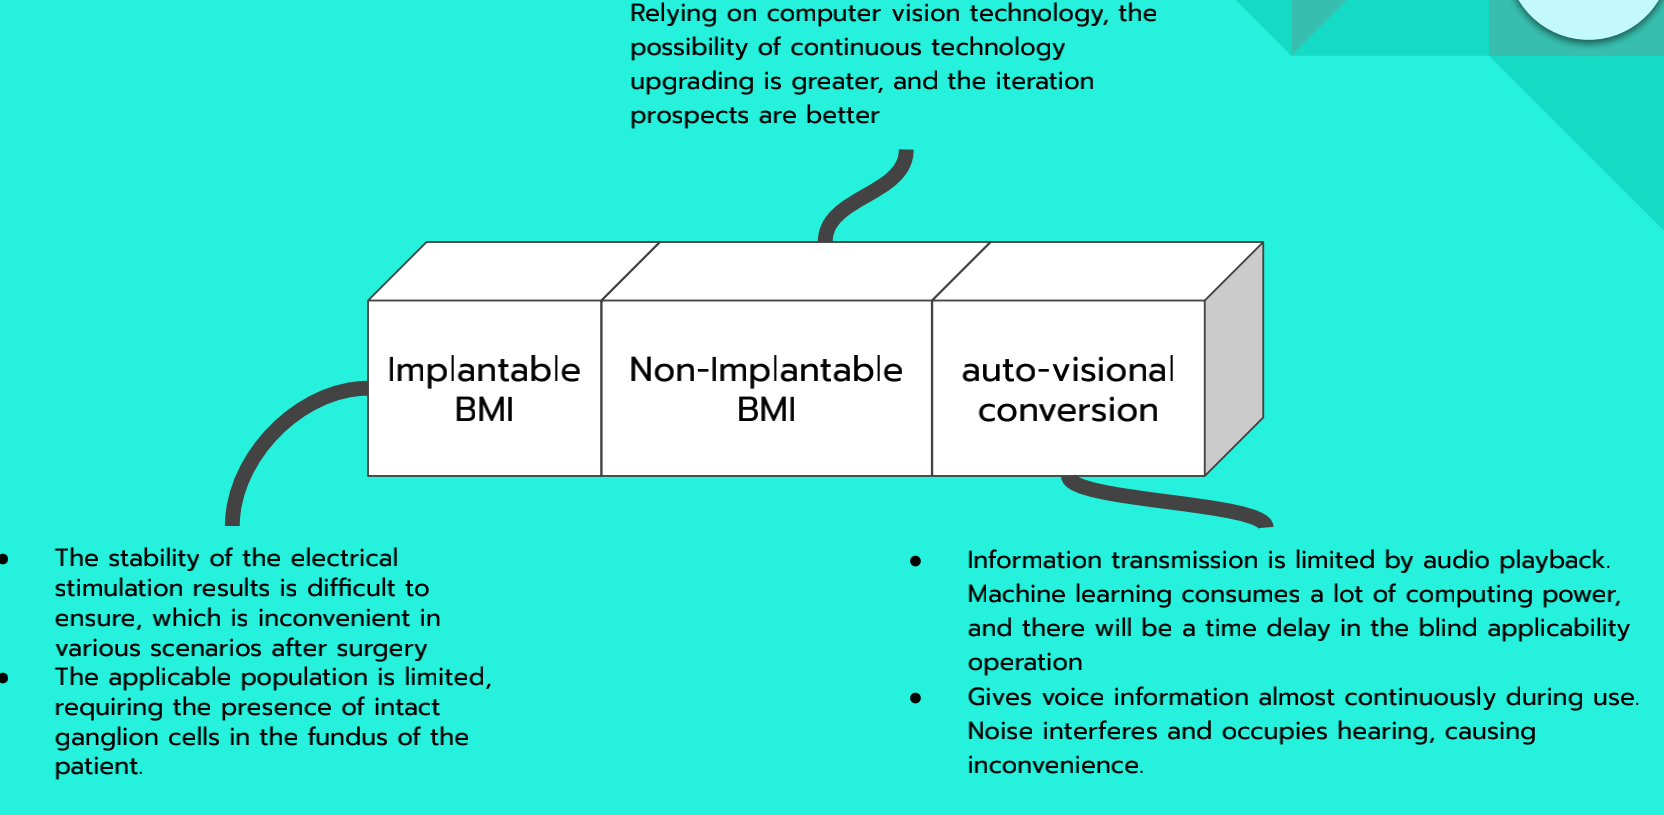 Relying on computer vision technology, the
possibility of continuous technology
upgrading is greater, and the iteration
prospects are better
Implantable
BMI
Non-Implantable
BMI
auto-visional
conversion
● The stability of the electrical
stimulation results is difficult to
ensure, which is inconvenient in
various scenarios after surgery
● The applicable population is limited,
requiring the presence of intact
ganglion cells in the fundus of the
patient.
● Information transmission is limited by audio playback.
Machine learning consumes a lot of computing power,
and there will be a time delay in the blind applicability
operation
● Gives voice information almost continuously during use.
Noise interferes and occupies hearing, causing
inconvenience.